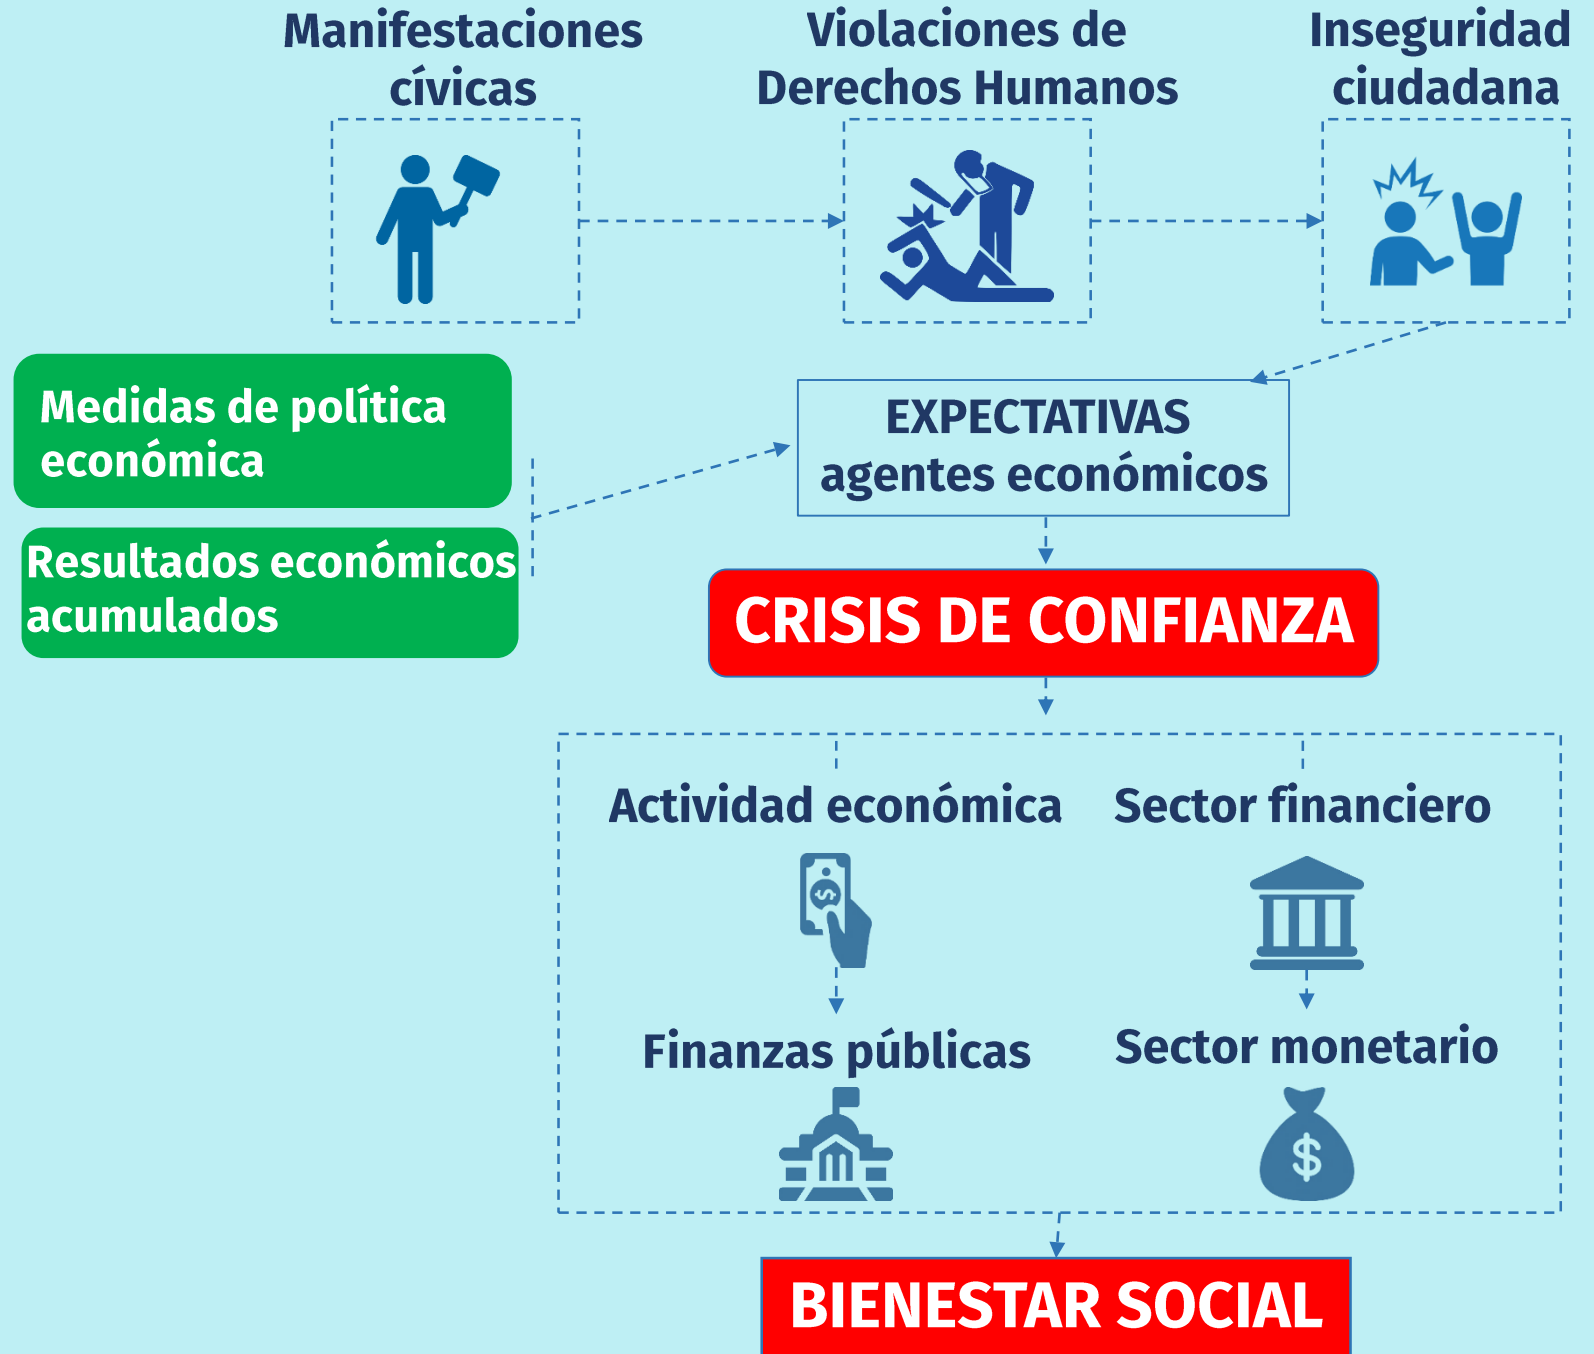 Manifestaciones
cívicas
Violaciones de
Derechos Humanos
Inseguridad
ciudadana
Medidas de política
económica
Resultados económicos
acumulados
EXPECTATIVAS
agentes económicos
CRISIS DE CONFIANZA
Actividad económica
Sector financiero
$
Finanzas públicas
Sector monetario
$
BIENESTAR SOCIAL